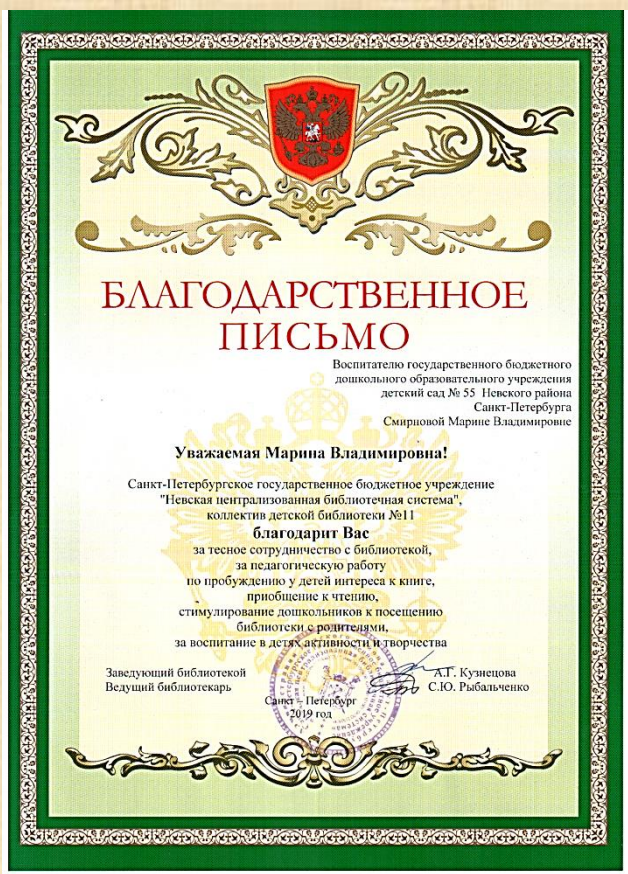 БЛАГОДАРСТВЕННОЕ
ПИСЬМО
Воспитателю государственного бюджетного
дошкольного образовательного учреждения
детский сад № 55 Невского района
Санкт-Петербурга
Смирновой Марине Владимировне
Уважаемая Марина Владимировна!
Санкт-Петербургское государственное бюджетное учреждение
"Невская централизованная библиотечная система",
коллектив детской библиотеки №11
благодарит Вас
за тесное сотрудничество с библиотекой,
за педагогическую работу
по пробуждению у детей интереса к книге,
приобщение к чтению,
стимулирование дошкольников к посещению
библиотеки с родителями,
за воспитание в детях активности и творчества
Заведующий библиотекой А.Г. Кузнецова
Ведущий библиотекарь С.Ю. Рыбальченко
Санкт – Петербург
2019 год